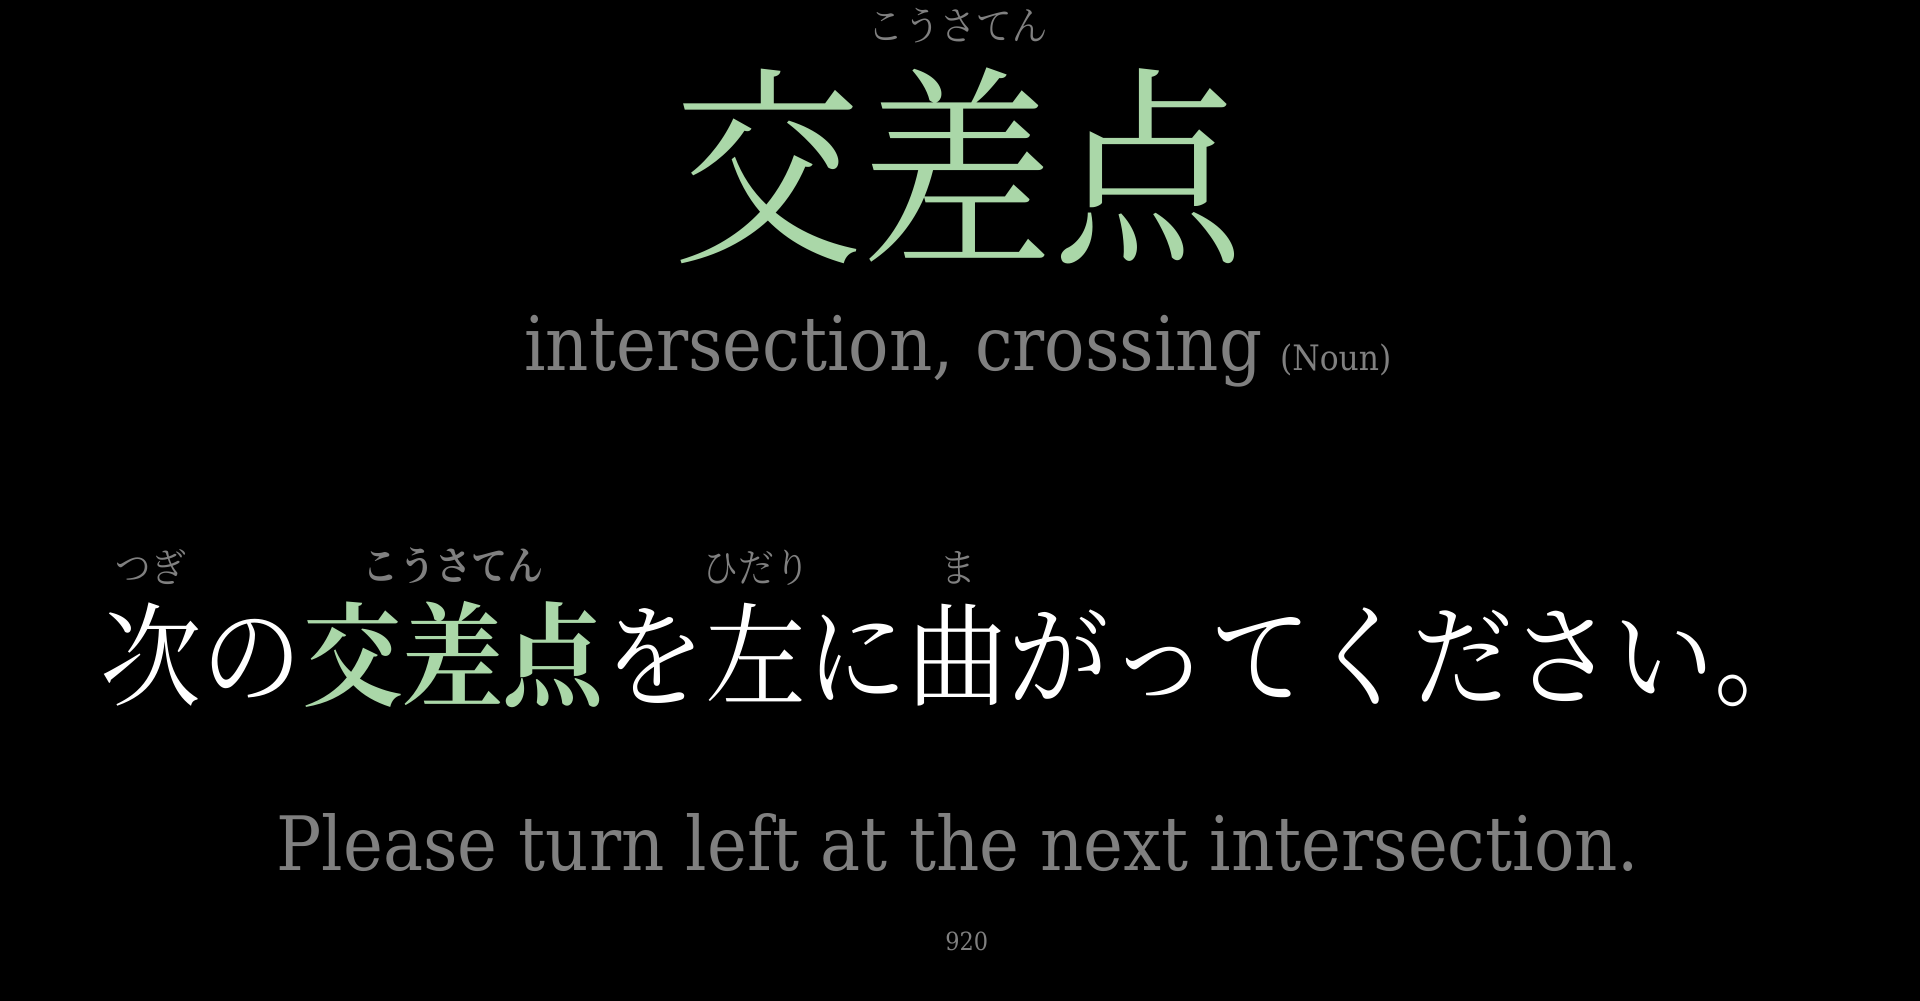 こうさてん
交差点
intersection, crossing (Noun)
つぎ こうさてん ひだり ま
次の交差点を左に曲がってください。
Please turn left at the next intersection.
920